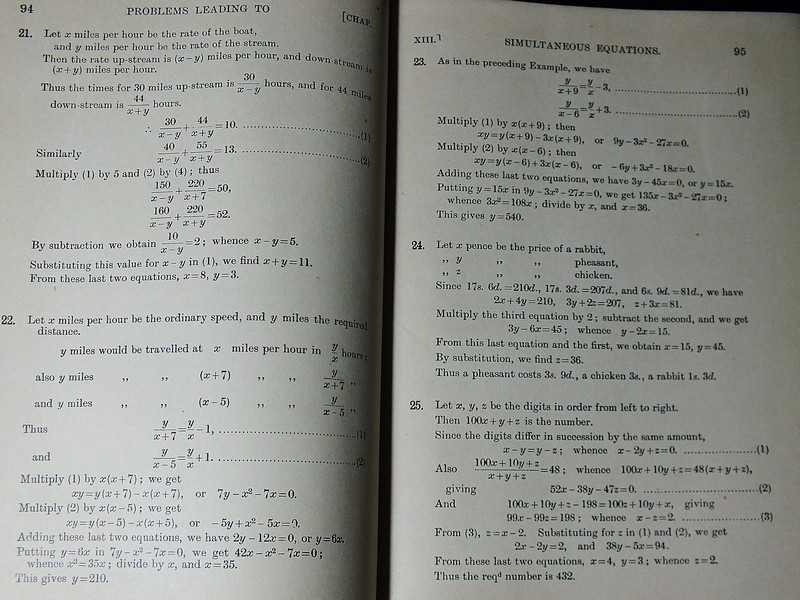 94 PROBLEMS LEADING TO [CHAP.
21. Let x miles per hour be the rate of the boat,
and y miles per hour be the rate of the stream.
Then the rate up-stream is (x-y) miles per hour, and down-stream is
(x+y) miles per hour.
Thus the times for 30 miles up-stream is 30/x-y hours, and for 44 miles
down-stream is 44/x+y hours.
∴ 30/x-y + 44/x+y = 10. ....................(1)
Similarly 40/x-y + 55/x+y = 13. ....................(2)
Multiply (1) by 5 and (2) by (4); thus
150/x-y + 220/x+7 = 50,
160/x-y + 220/x+y = 52.
By subtraction we obtain 10/x-y = 2; whence x-y=5.
Substituting this value for x-y in (1), we find x+y=11.
From these last two equations, x=8, y=3.
22. Let x miles per hour be the ordinary speed, and y miles the required
distance.
y miles would be travelled at x miles per hour in y/x hours;
also y miles ,, ,, (x+7) ,, ,, y/x+7 ,,
and y miles ,, ,, (x-5) ,, ,, y/x-5 ,,
Thus y/x+7 = y/x - 1, ....................(1)
and y/x-5 = y/x + 1. ....................(2)
Multiply (1) by x(x+7); we get
xy=y(x+7)-x(x+7), or 7y-x²-7x=0.
Multiply (2) by x(x-5); we get
xy=y(x-5)-x(x+5), or -5y+x²-5x=0.
Adding these last two equations, we have 2y-12x=0, or y=6x.
Putting y=6x in 7y-x²-7x=0, we get 42x-x²-7x=0;
whence x²=35x; divide by x, and x=35.
This gives y=210.
XIII.] SIMULTANEOUS EQUATIONS. 95
23. As in the preceding Example, we have
y/x+9 = y/x - 3, ....................(1)
y/x-6 = y/x + 3. ....................(2)
Multiply (1) by x(x+9); then
xy=y(x+9)-3x(x+9), or 9y-3x²-27x=0.
Multiply (2) by x(x-6); then
xy=y(x-6)+3x(x-6), or -6y+3x²-18x=0.
Adding these last two equations, we have 3y-45x=0, or y=15x.
Putting y=15x in 9y-3x²-27x=0, we get 135x-3x²-27x=0;
whence 3x²=108x; divide by x, and x=36.
This gives y=540.
24. Let x pence be the price of a rabbit,
,, y ,, ,, pheasant,
,, z ,, ,, chicken.
Since 17s. 6d.=210d., 17s. 3d.=207d., and 6s. 9d.=81d., we have
2x+4y=210, 3y+2z=207, z+3x=81.
Multiply the third equation by 2; subtract the second, and we get
3y-6x=45; whence y-2x=15.
From this last equation and the first, we obtain x=15, y=45.
By substitution, we find z=36.
Thus a pheasant costs 3s. 9d., a chicken 3s., a rabbit 1s. 3d.
25. Let x, y, z be the digits in order from left to right.
Then 100x+y+z is the number.
Since the digits differ in succession by the same amount,
x-y=y-z; whence x-2y+z=0. ....................(1)
Also 100x+10y+z/x+y+z = 48; whence 100x+10y+z=48(x+y+z),
giving 52x-38y-47z=0. ....................(2)
And 100x+10y+z-198=100z+10y+x, giving
99x-99z=198; whence x-z=2. ....................(3)
From (3), z=x-2. Substituting for z in (1) and (2), we get
2x-2y=2, and 38y-5x=94.
From these last two equations, x=4, y=3; whence z=2.
Thus the reqᵈ number is 432.